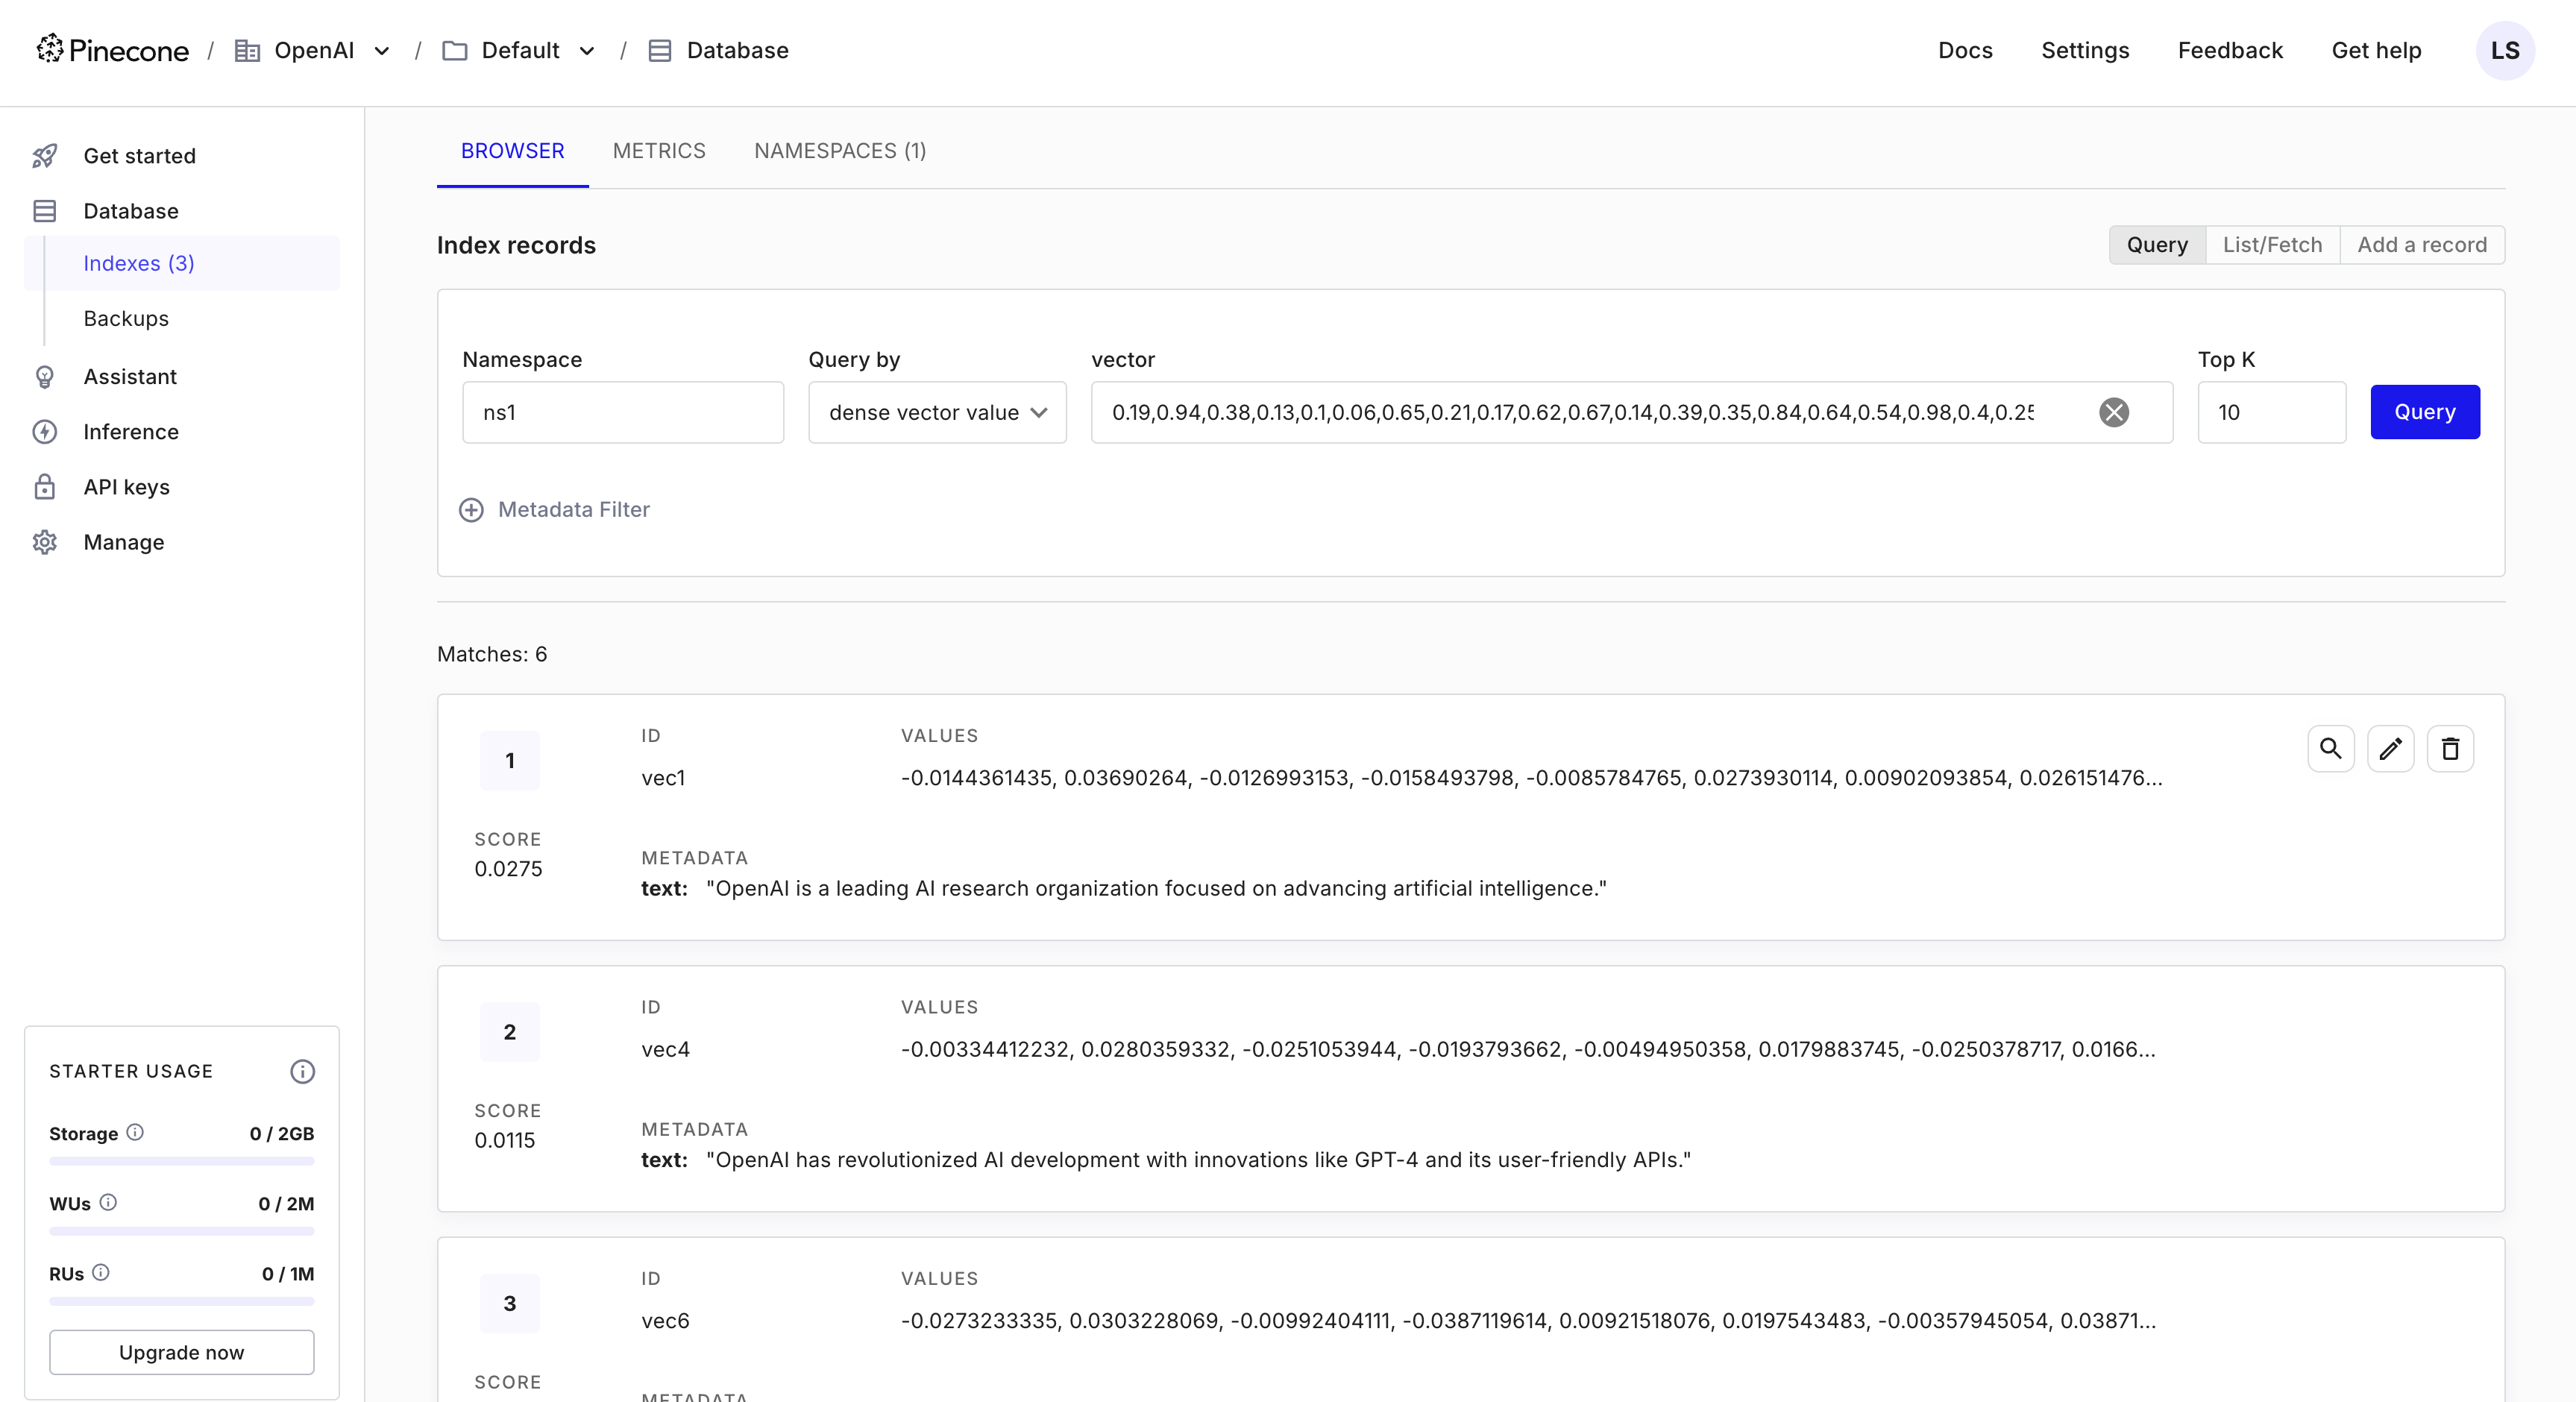 Pinecone / OpenAI / Default / Database
Docs Settings Feedback Get help LS
Get started
Database
Indexes (3)
Backups
Assistant
Inference
API keys
Manage
STARTER USAGE
Storage 0 / 2GB
WUs 0 / 2M
RUs 0 / 1M
Upgrade now
BROWSER METRICS NAMESPACES (1)
Index records
Query List/Fetch Add a record
Namespace Query by vector Top K
ns1 dense vector value 0.19,0.94,0.38,0.13,0.1,0.06,0.65,0.21,0.17,0.62,0.67,0.14,0.39,0.35,0.84,0.64,0.54,0.98,0.4,0.25 10 Query
Metadata Filter
Matches: 6
1
ID VALUES
vec1 -0.0144361435, 0.03690264, -0.0126993153, -0.0158493798, -0.0085784765, 0.0273930114, 0.00902093854, 0.026151476...
SCORE
0.0275
METADATA
text: "OpenAI is a leading AI research organization focused on advancing artificial intelligence."
2
ID VALUES
vec4 -0.00334412232, 0.0280359332, -0.0251053944, -0.0193793662, -0.00494950358, 0.0179883745, -0.0250378717, 0.0166...
SCORE
0.0115
METADATA
text: "OpenAI has revolutionized AI development with innovations like GPT-4 and its user-friendly APIs."
3
ID VALUES
vec6 -0.0273233335, 0.0303228069, -0.00992404111, -0.0387119614, 0.00921518076, 0.0197543483, -0.00357945054, 0.03871...
SCORE
METADATA